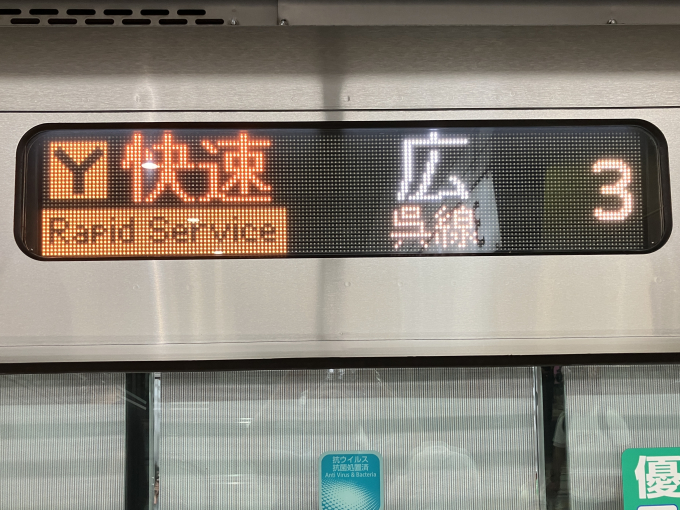 Y 快速 広 3
Rapid Service 呉線
抗ウイルス
抗菌処置済
Anti Virus & Bacteria
優